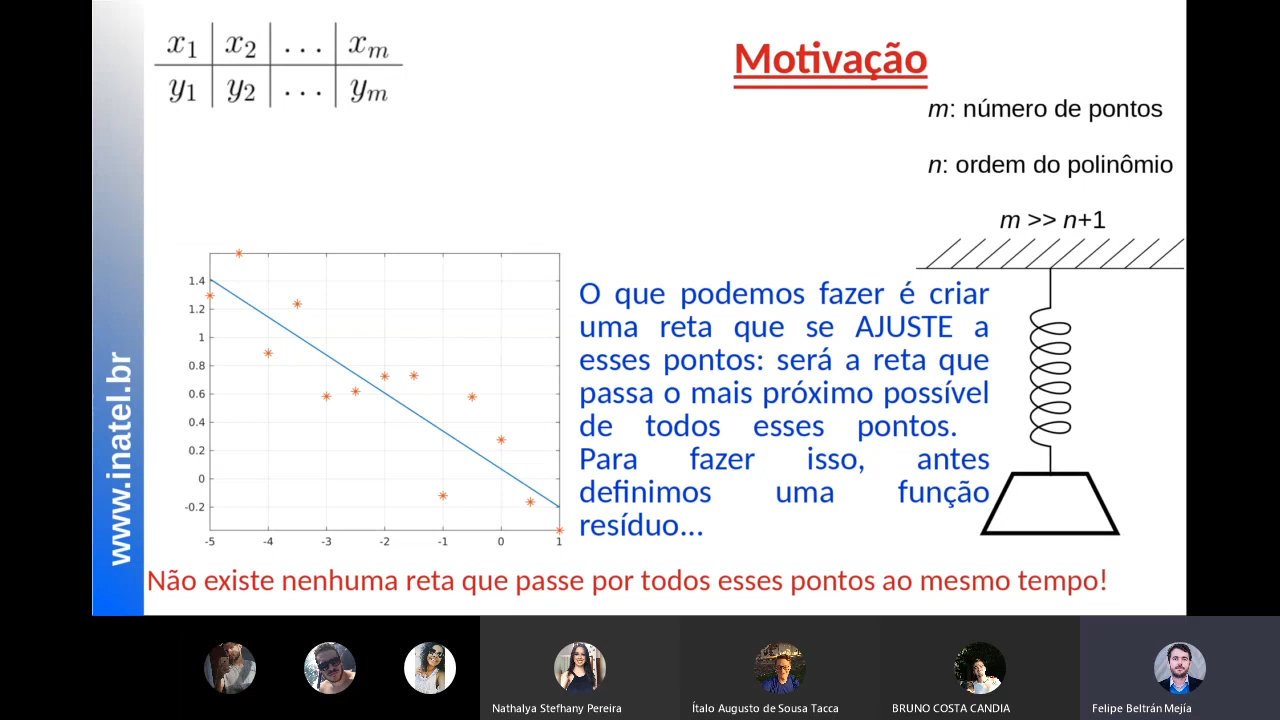 x₁ x₂ ... xₘ
y₁ y₂ ... yₘ
Motivação
m: número de pontos
n: ordem do polinômio
m >> n+1
www.inatel.br
1.4
1.2
1
0.8
0.6
0.4
0.2
0
-0.2
-5 -4 -3 -2 -1 0 1
O que podemos fazer é criar
uma reta que se AJUSTE a
esses pontos: será a reta que
passa o mais próximo possível
de todos esses pontos.
Para fazer isso, antes
definimos uma função
resíduo...
Não existe nenhuma reta que passe por todos esses pontos ao mesmo tempo!
Nathalya Stefhany Pereira
Ítalo Augusto de Sousa Tacca
BRUNO COSTA CANDIA
Felipe Beltrán Mejía